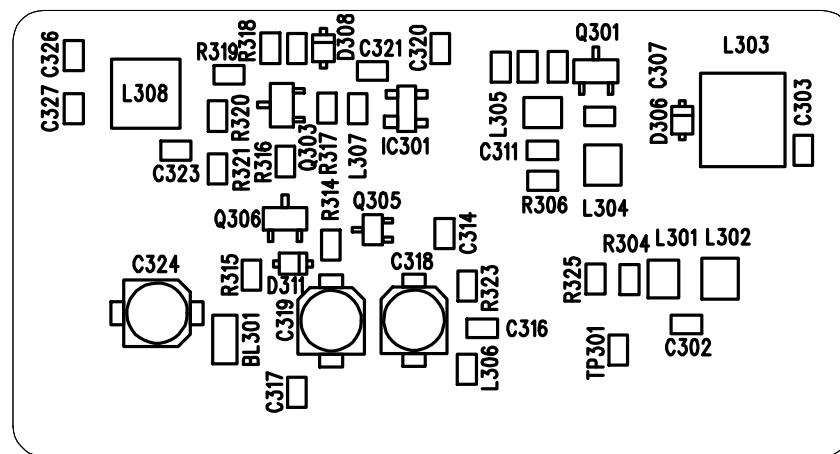 C326
R319
R318
D308
C321
C320
Q301
C307
L303
L308
C327
R320
R321
C323
R316
Q303
R317
L307
IC301
L305
C311
R306
L304
D306
C303
R314
Q306
Q305
C314
C324
R315
D311
C319
C318
R323
BL301
C316
L306
C317
R325
R304
L301
L302
TP301
C302